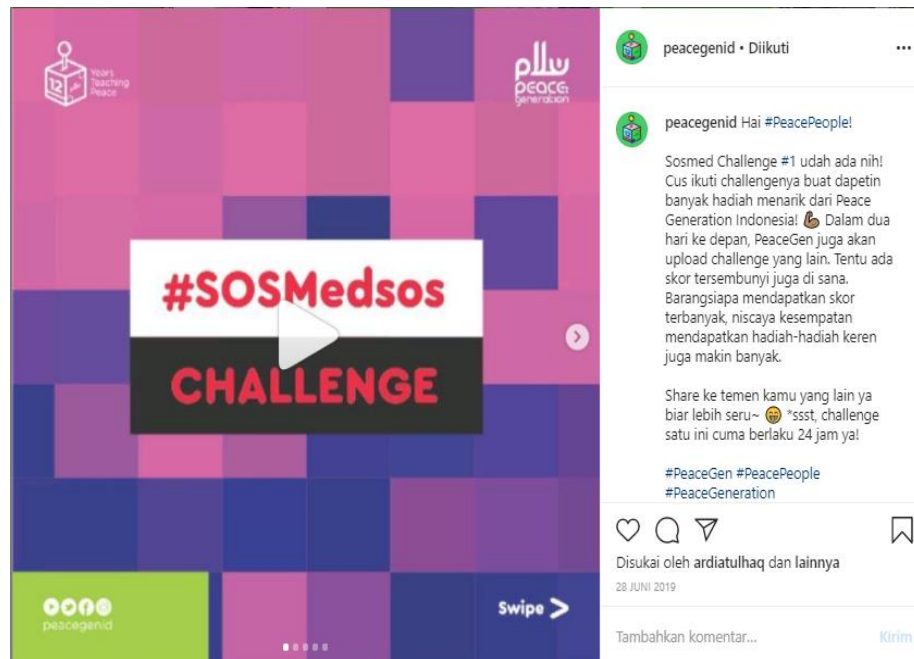 12
Years
Teaching
Peace
peace
generation
#SOSMedsos
CHALLENGE
peacegenid
Swipe >
peacegenid • Diikuti
peacegenid Hai #PeacePeople!
Sosmed Challenge #1 udah ada nih!
Cus ikuti challengenya buat dapetin
banyak hadiah menarik dari Peace
Generation Indonesia! 💪🏽 Dalam dua
hari ke depan, PeaceGen juga akan
upload challenge yang lain. Tentu ada
skor tersembunyi juga di sana.
Barangsiapa mendapatkan skor
terbanyak, niscaya kesempatan
mendapatkan hadiah-hadiah keren
juga makin banyak.
Share ke temen kamu yang lain ya
biar lebih seru~ 😁 *ssst, challenge
satu ini cuma berlaku 24 jam ya!
#PeaceGen #PeacePeople
#PeaceGeneration
Disukai oleh ardiatulhaq dan lainnya
28 JUNI 2019
Tambahkan komentar... Kirim